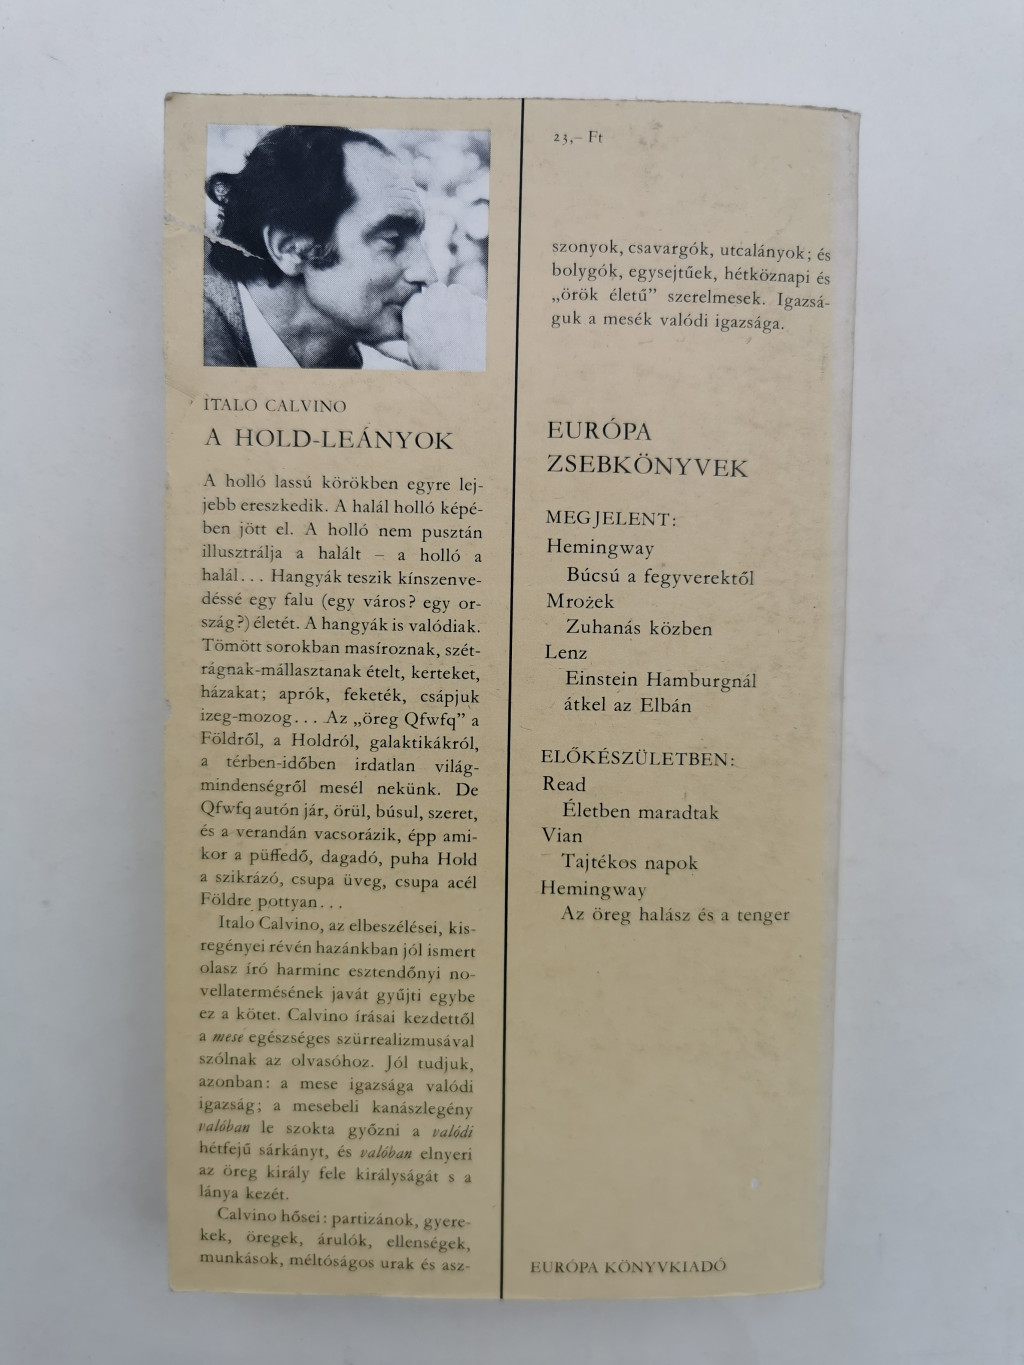 ITALO CALVINO
A HOLD-LEÁNYOK
A holló lassú körökben egyre lej-
jebb ereszkedik. A halál holló képé-
ben jött el. A holló nem pusztán
illusztrálja a halált – a holló a
halál... Hangyák teszik kínszenve-
déssé egy falu (egy város? egy or-
szág?) életét. A hangyák is valódiak.
Tömött sorokban masíroznak, szét-
rágnak-mállasztanak ételt, kerteket,
házakat; aprók, feketék, csápjuk
izeg-mozog... Az „öreg Qfwfq” a
Földről, a Holdról, galaktikákról,
a térben-időben irdatlan világ-
mindenségről mesél nekünk. De
Qfwfq autón jár, örül, búsul, szeret,
és a verandán vacsorázik, épp ami-
kor a püffedő, dagadó, puha Hold
a szikrázó, csupa üveg, csupa acél
Földre pottyan...
Italo Calvino, az elbeszélései, kis-
regényei révén hazánkban jól ismert
olasz író harminc esztendőnyi no-
vellatermésének javát gyűjti egybe
ez a kötet. Calvino írásai kezdettől
a mese egészséges szürrealizmusával
szólnak az olvasóhoz. Jól tudjuk,
azonban: a mese igazsága valódi
igazság; a mesebeli kanászlegény
valóban le szokta győzni a valódi
hétfejű sárkányt, és valóban elnyeri
az öreg király fele királyságát s a
lánya kezét.
Calvino hősei: partizánok, gyere-
kek, öregek, árulók, ellenségek,
munkások, méltóságos urak és asz-
23,– Ft
szonyok, csavargók, utcalányok; és
bolygók, egysejtűek, hétköznapi és
„örök életű” szerelmesek. Igazsá-
guk a mesék valódi igazsága.
EURÓPA
ZSEBKÖNYVEK
MEGJELENT:
Hemingway
Búcsú a fegyverektől
Mrożek
Zuhanás közben
Lenz
Einstein Hamburgnál
átkel az Elbán
ELŐKÉSZÜLETBEN:
Read
Életben maradtak
Vian
Tajtékos napok
Hemingway
Az öreg halász és a tenger
EURÓPA KÖNYVKIADÓ